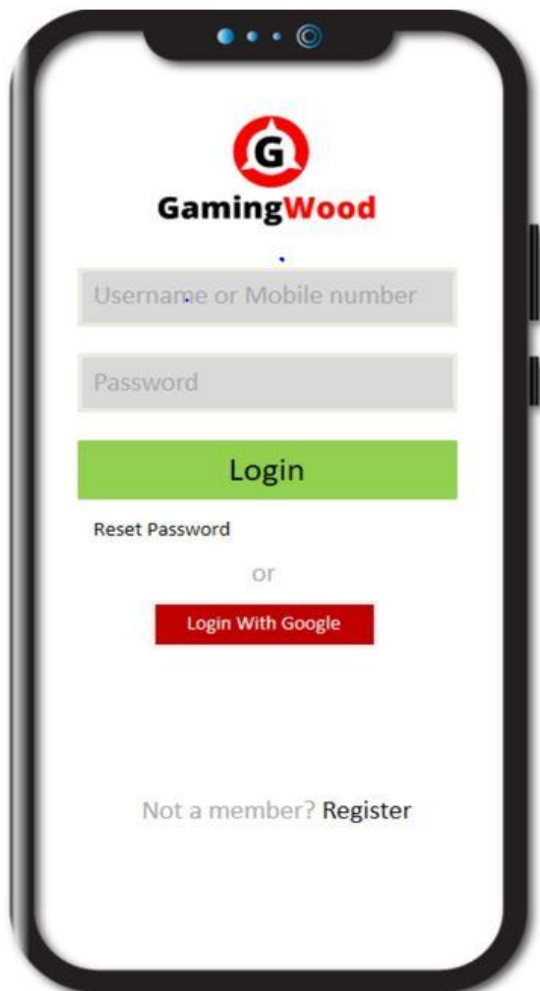 G
GamingWood
Username or Mobile number
Password
Login
Reset Password
or
Login With Google
Not a member? Register